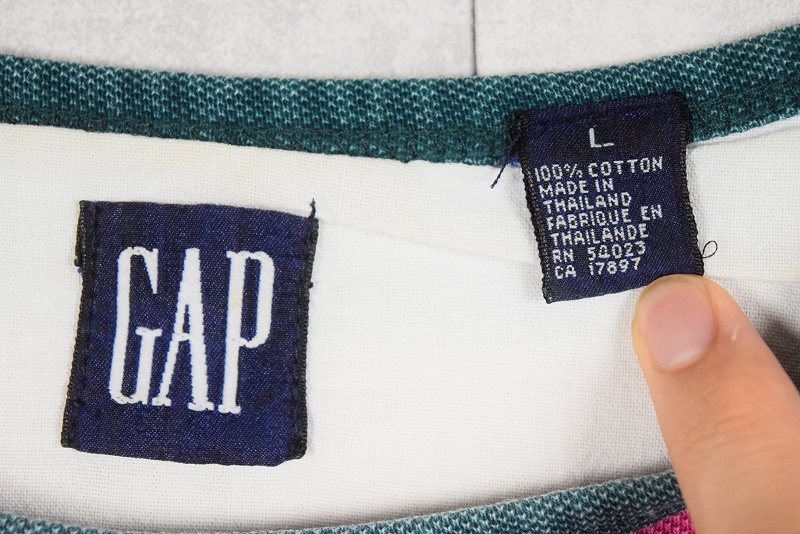 GAP
L
100% COTTON
MADE IN
THAILAND
FABRIQUE EN
THAILANDE
RN 54023
CA 17897